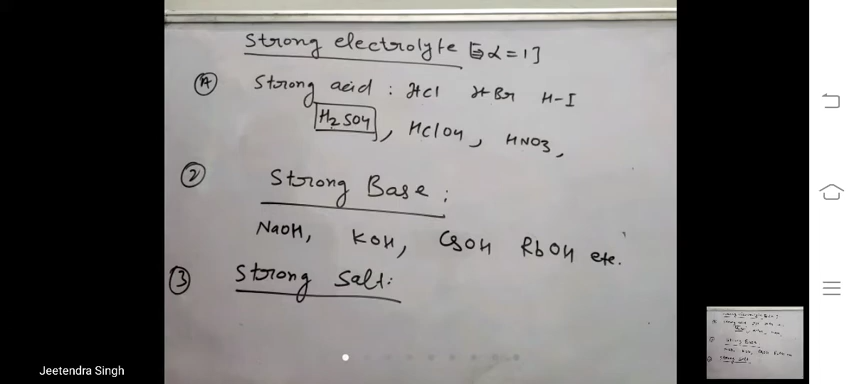 Strong electrolyte [⇒α=1]
(A) Strong acid : HCl HBr H-I
H2SO4, HClO4, HNO3,
(2) Strong Base :
NaOH, KOH, CsOH RbOH etc.
(3) Strong Salt:
Jeetendra Singh